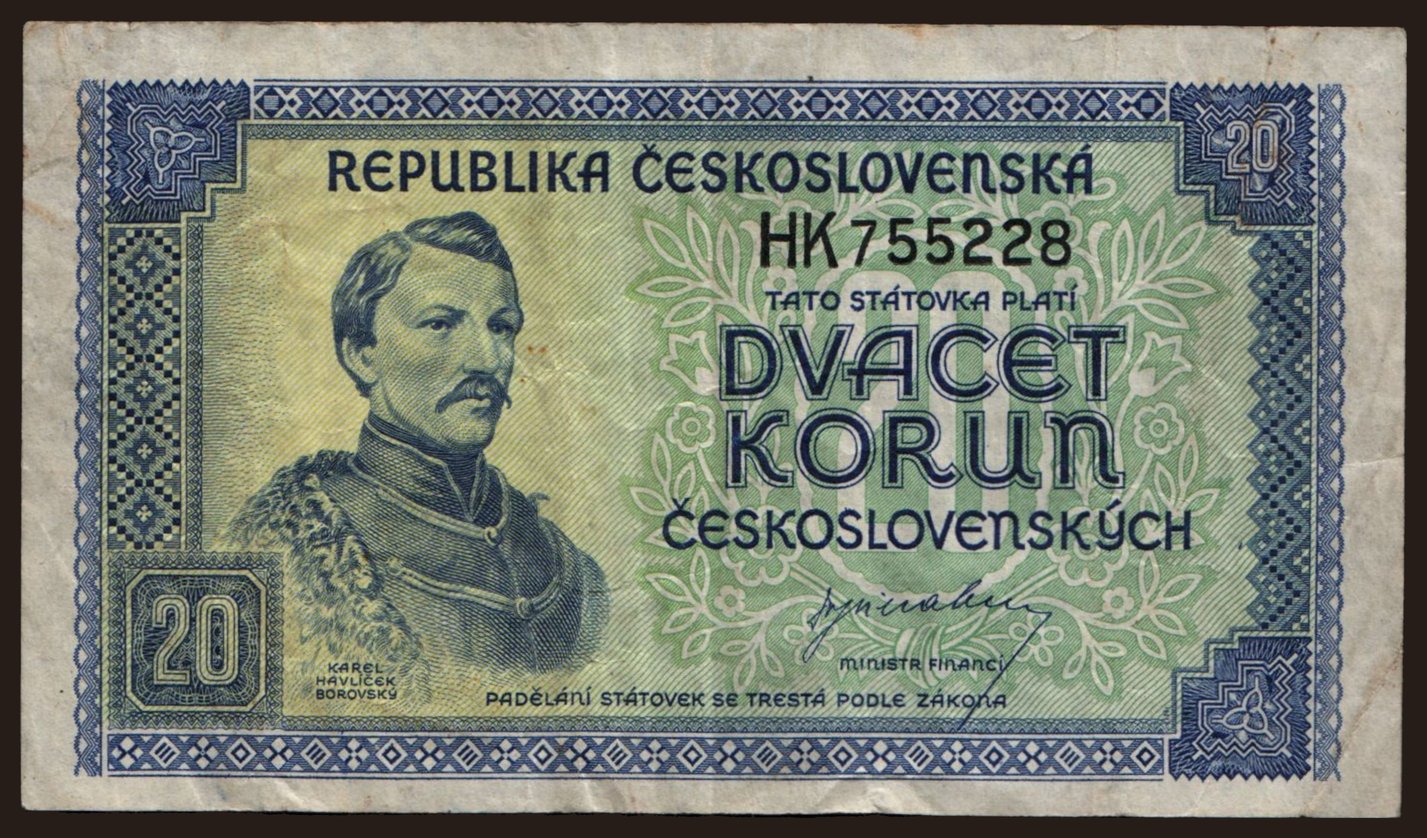 20
REPUBLIKA ČESKOSLOVENSKÁ
HK755228
TATO STÁTOVKA PLATÍ
DVACET
KORUN
ČESKOSLOVENSKÝCH
20
MINISTR FINANCÍ
KAREL
HAVLÍČEK
BOROVSKÝ
PADĚLÁNÍ STÁTOVEK SE TRESTÁ PODLE ZÁKONA